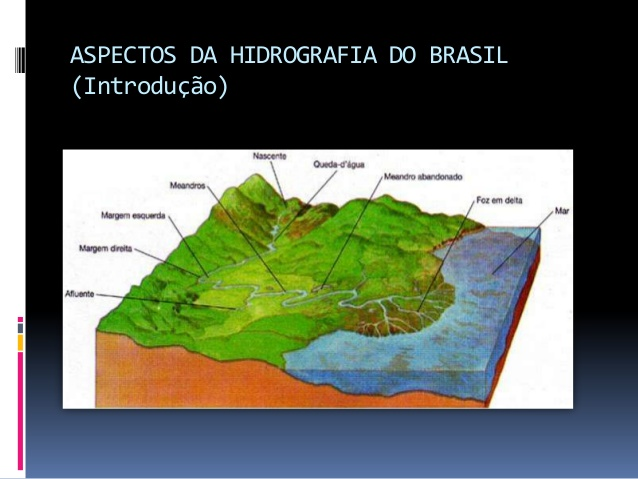 ASPECTOS DA HIDROGRAFIA DO BRASIL
(Introdução)
Nascente
Queda-d'água
Meandros
Meandro abandonado
Foz em delta
Mar
Margem esquerda
Margem direita
Afluente